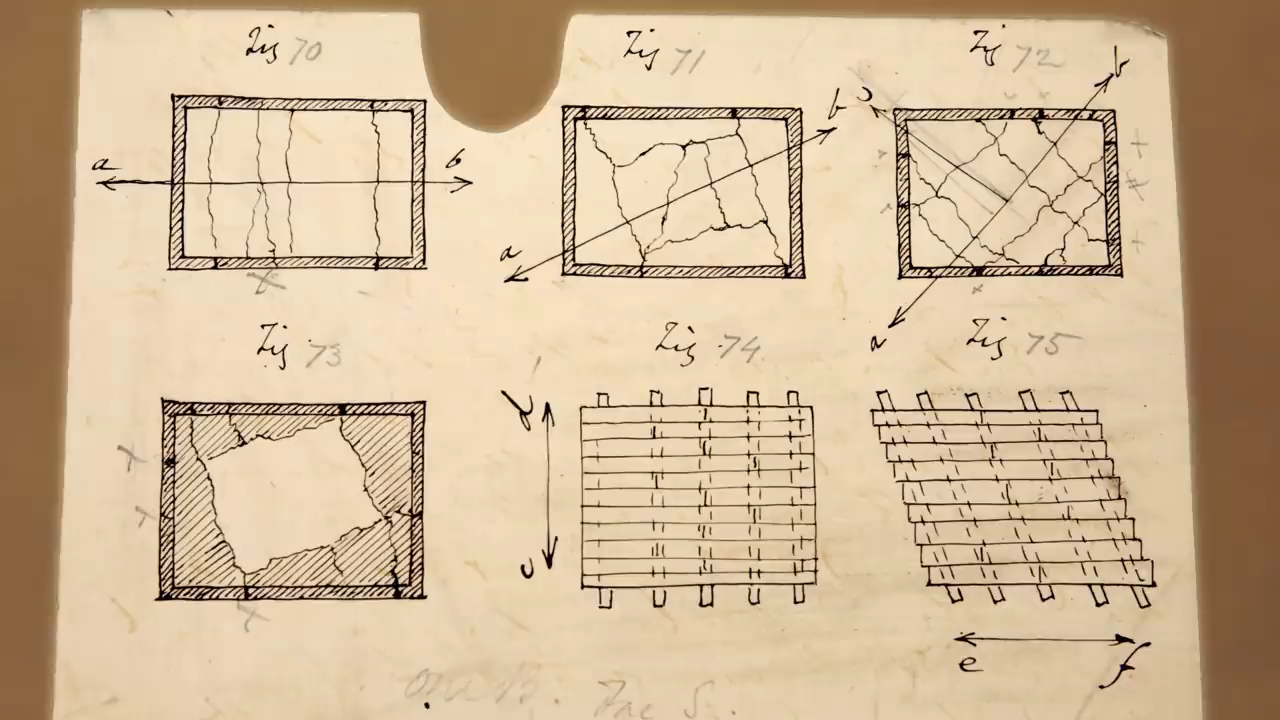 Fig 70 Fig 71 Fig 72
a b
a b
c b a
Fig. 73 Fig. 74 Fig 75
d c
e f